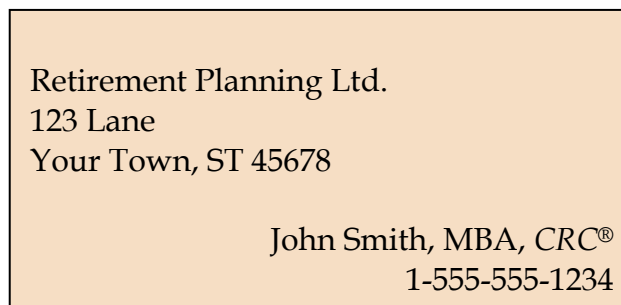 Retirement Planning Ltd.
123 Lane
Your Town, ST 45678
John Smith, MBA, CRC®
1-555-555-1234